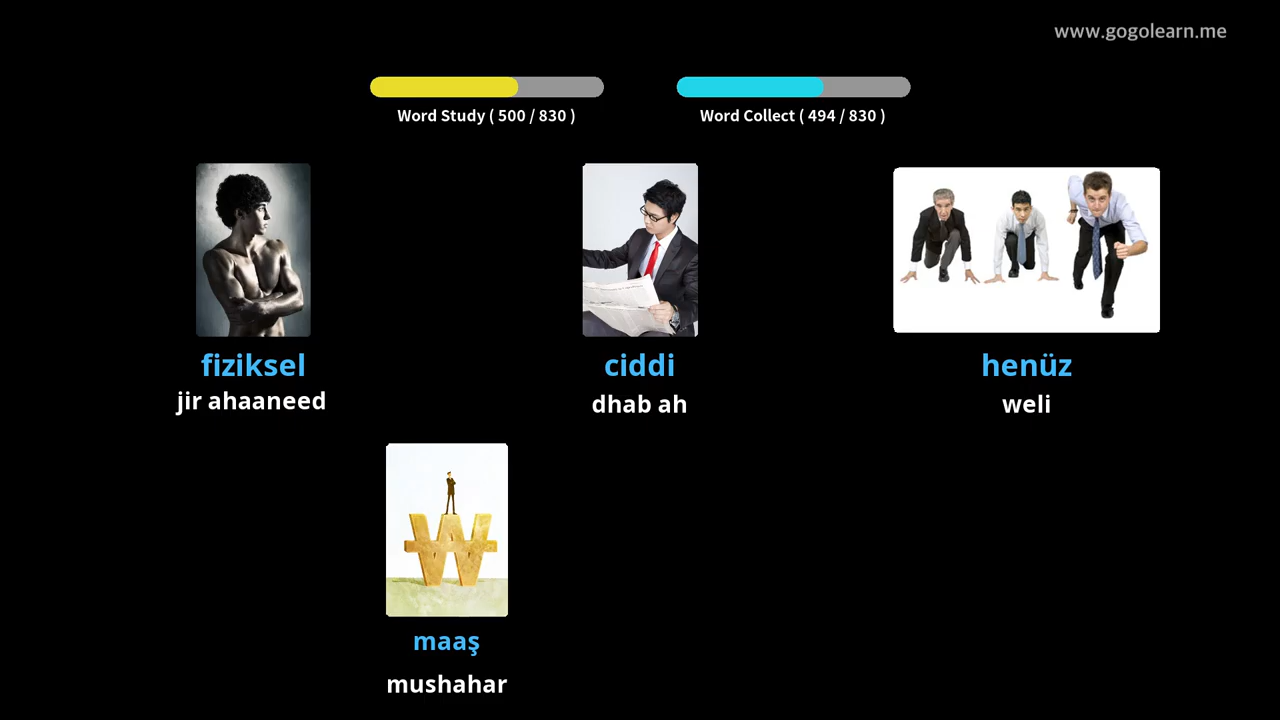 www.gogolearn.me
Word Study ( 500 / 830 )
Word Collect ( 494 / 830 )
fiziksel
jir ahaaneed
ciddi
dhab ah
henüz
weli
maaş
mushahar